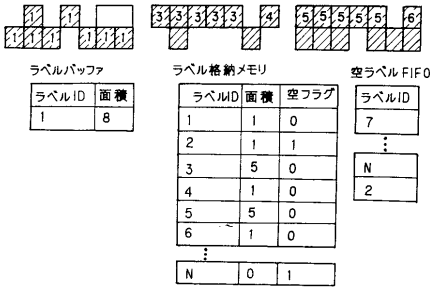 1 1 3 3 3 3 3 4 5 5 5 5 5 6
1 1 1 1 1 1
ラベルバッファ
ラベルID 面積
1 8
ラベル格納メモリ
ラベルID 面積 空フラグ
1 1 0
2 1 1
3 5 0
4 1 0
5 5 0
6 1 0
N 0 1
空ラベルFIFO
ラベルID
7
N
2